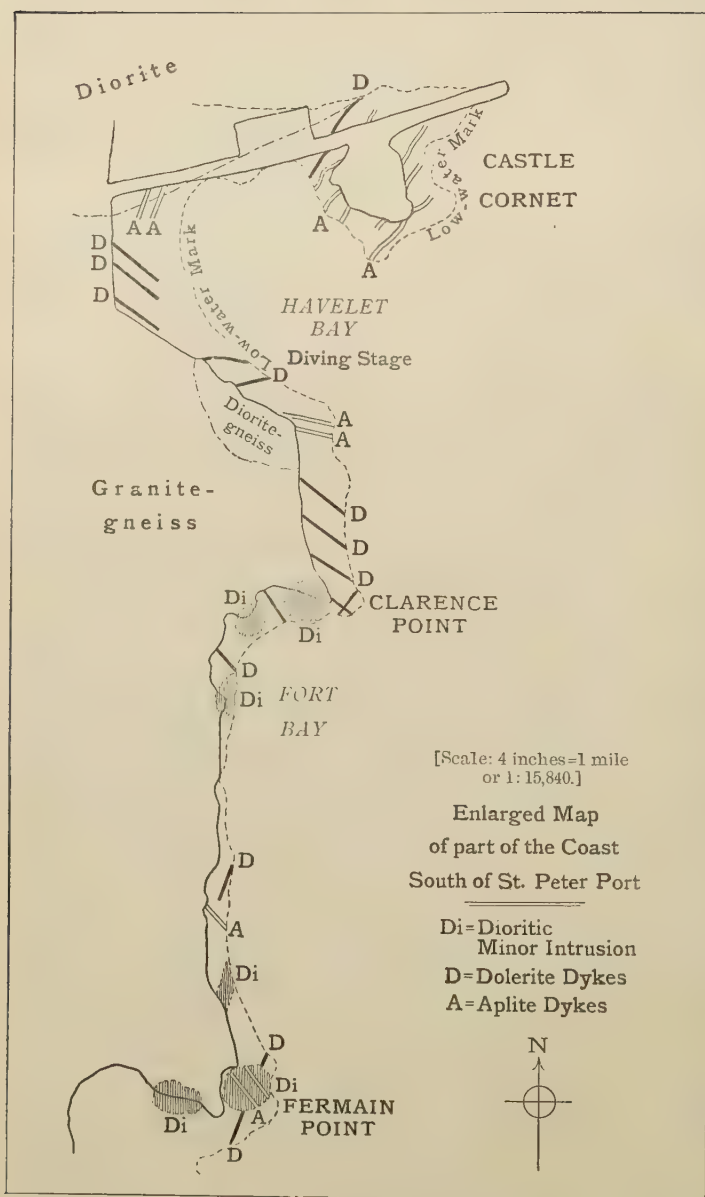 Diorite
D
CASTLE
CORNET
Low-water Mark
A
A
A A
D
D
D
Low-water Mark
HAVELET
BAY
Diving Stage
D
Diorite-
gneiss
A
A
Granite-
gneiss
D
D
D
CLARENCE
POINT
Di
Di
D
Di
FORT
BAY
[Scale: 4 inches=1 mile
or 1:15,840.]
Enlarged Map
of part of the Coast
South of St. Peter Port
Di=Dioritic
Minor Intrusion
D=Dolerite Dykes
A=Aplite Dykes
N
D
A
Di
D
Di
A
FERMAIN
POINT
Di
D